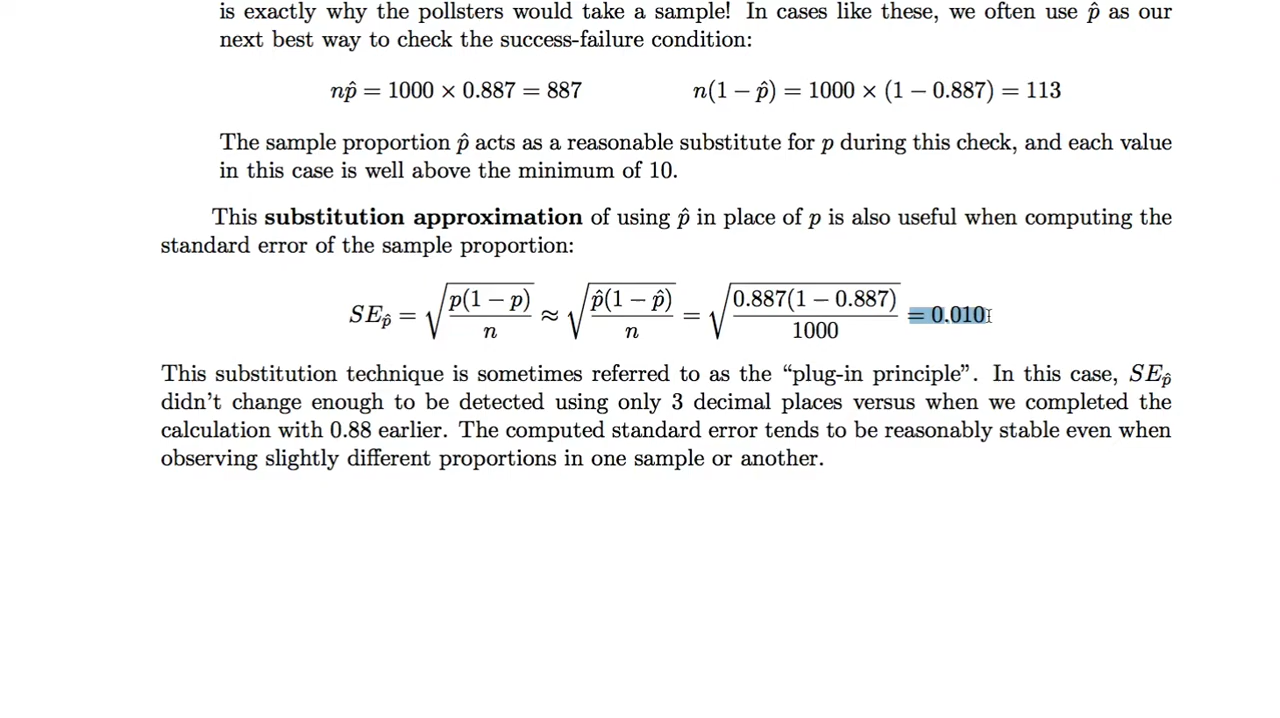 is exactly why the pollsters would take a sample! In cases like these, we often use p̂ as our
next best way to check the success-failure condition:
np̂ = 1000 × 0.887 = 887 n(1 − p̂) = 1000 × (1 − 0.887) = 113
The sample proportion p̂ acts as a reasonable substitute for p during this check, and each value
in this case is well above the minimum of 10.
This substitution approximation of using p̂ in place of p is also useful when computing the
standard error of the sample proportion:
SE_p̂ = √(p(1 − p)/n) ≈ √(p̂(1 − p̂)/n) = √(0.887(1 − 0.887)/1000) = 0.010
This substitution technique is sometimes referred to as the “plug-in principle”. In this case, SE_p̂
didn’t change enough to be detected using only 3 decimal places versus when we completed the
calculation with 0.88 earlier. The computed standard error tends to be reasonably stable even when
observing slightly different proportions in one sample or another.